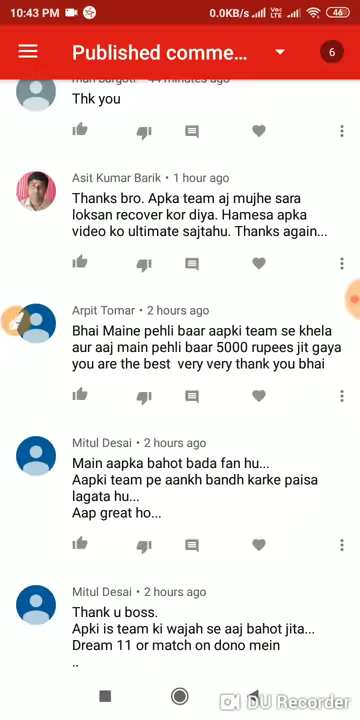 10:43 PM 0.0KB/s Vo LTE 46
Published comme... 6
44 minutes ago
Thk you
Asit Kumar Barik • 1 hour ago
Thanks bro. Apka team aj mujhe sara
loksan recover kor diya. Hamesa apka
video ko ultimate sajtahu. Thanks again...
Arpit Tomar • 2 hours ago
Bhai Maine pehli baar aapki team se khela
aur aaj main pehli baar 5000 rupees jit gaya
you are the best very very thank you bhai
Mitul Desai • 2 hours ago
Main aapka bahot bada fan hu...
Aapki team pe aankh bandh karke paisa
lagata hu...
Aap great ho...
Mitul Desai • 2 hours ago
Thank u boss.
Apki is team ki wajah se aaj bahot jita...
Dream 11 or match on dono mein
..
DU Recorder